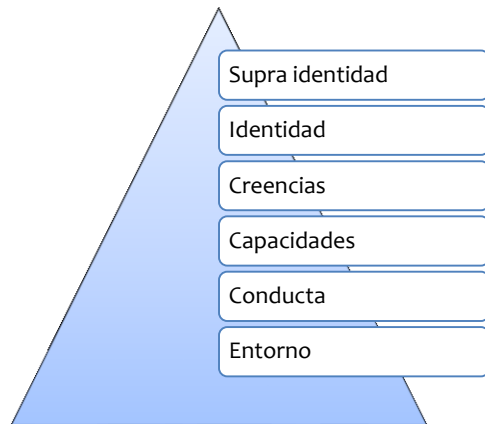 Supra identidad
Identidad
Creencias
Capacidades
Conducta
Entorno